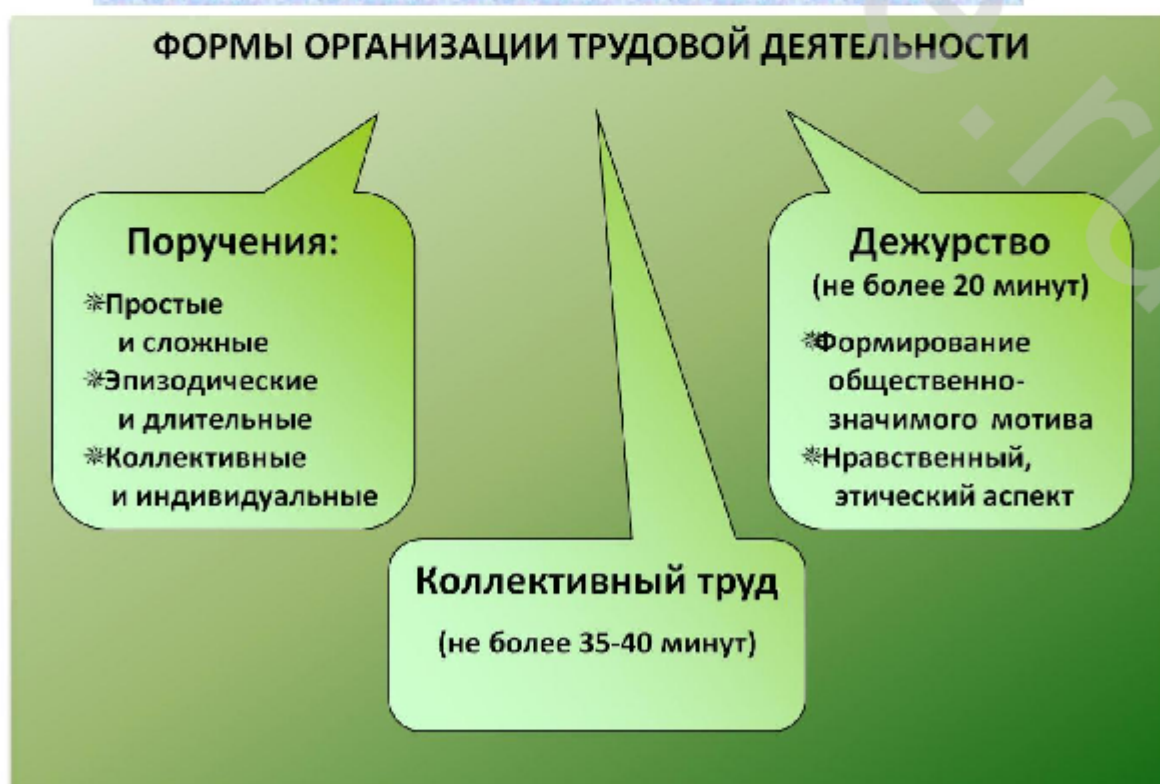 ФОРМЫ ОРГАНИЗАЦИИ ТРУДОВОЙ ДЕЯТЕЛЬНОСТИ
Поручения:
Простые
и сложные
Эпизодические
и длительные
Коллективные
и индивидуальные
Коллективный труд
(не более 35-40 минут)
Дежурство
(не более 20 минут)
Формирование
общественно-
значимого мотива
Нравственный,
этический аспект